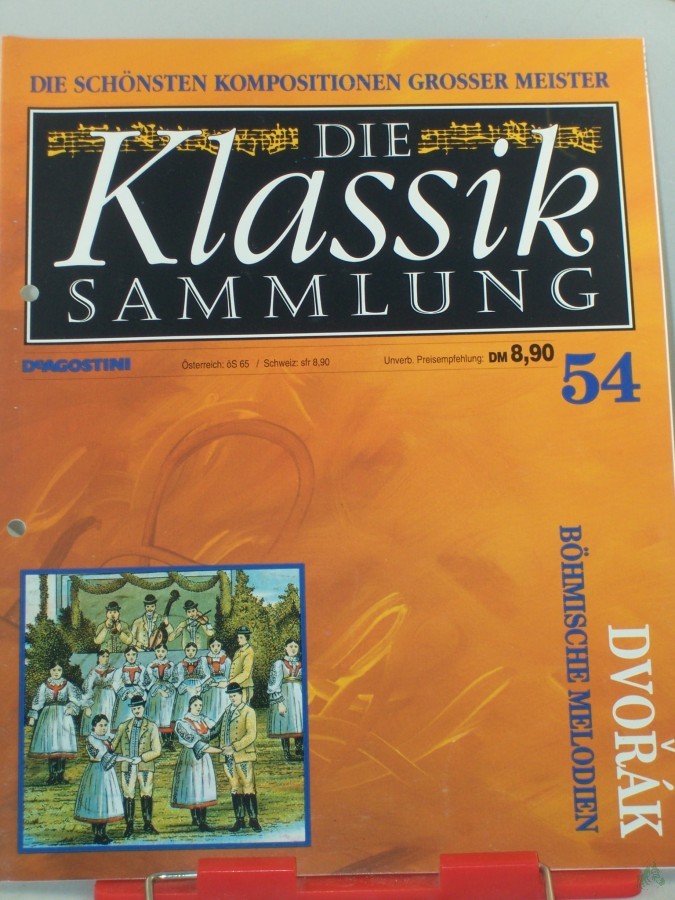 DIE SCHÖNSTEN KOMPOSITIONEN GROSSER MEISTER
DIE
Klassik
SAMMLUNG
DeAGOSTINI
Österreich: öS 65 / Schweiz: sfr 8,90
Unverb. Preisempfehlung: DM 8,90
54
DVOŘÁK
BÖHMISCHE MELODIEN